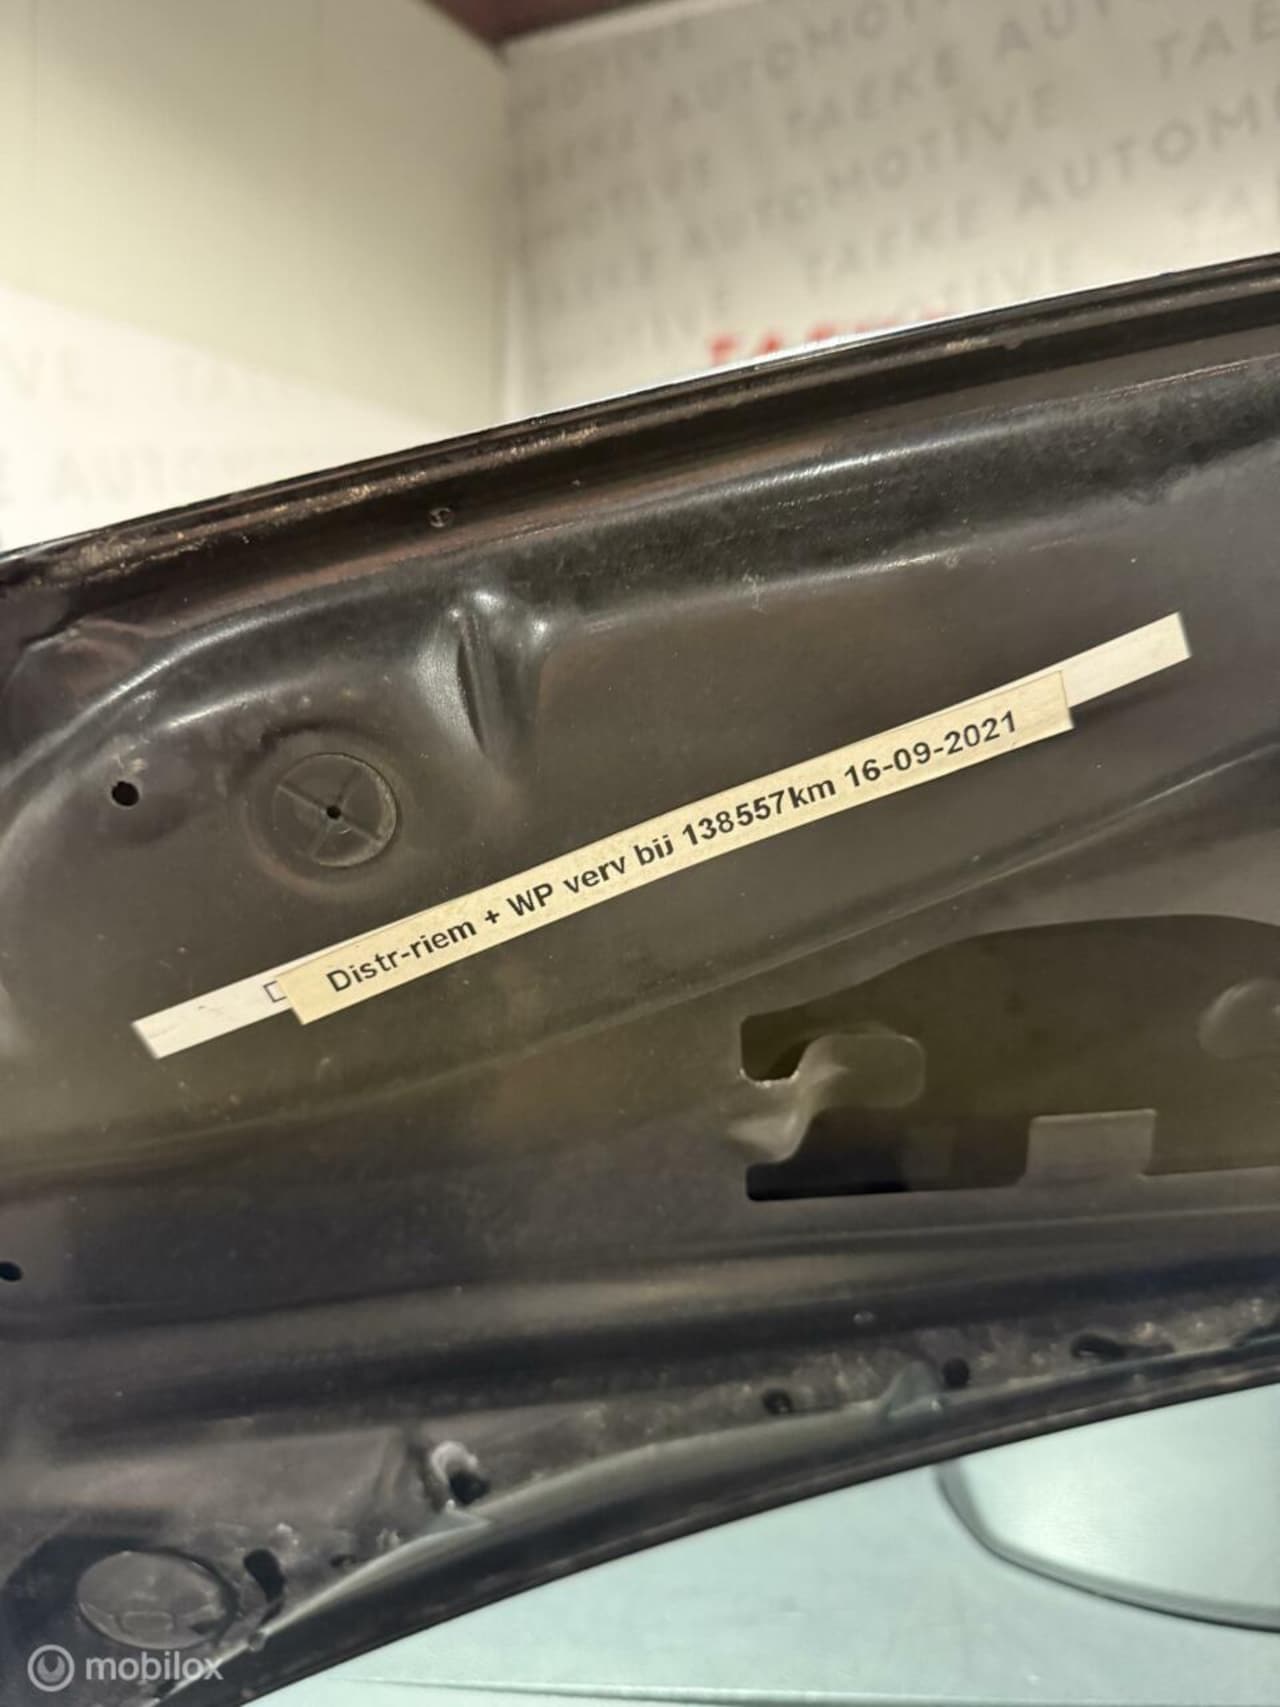 TAEKE AUTOMOTIVE
Distr-riem + WP verv bij 138557km 16-09-2021
D
mobilox